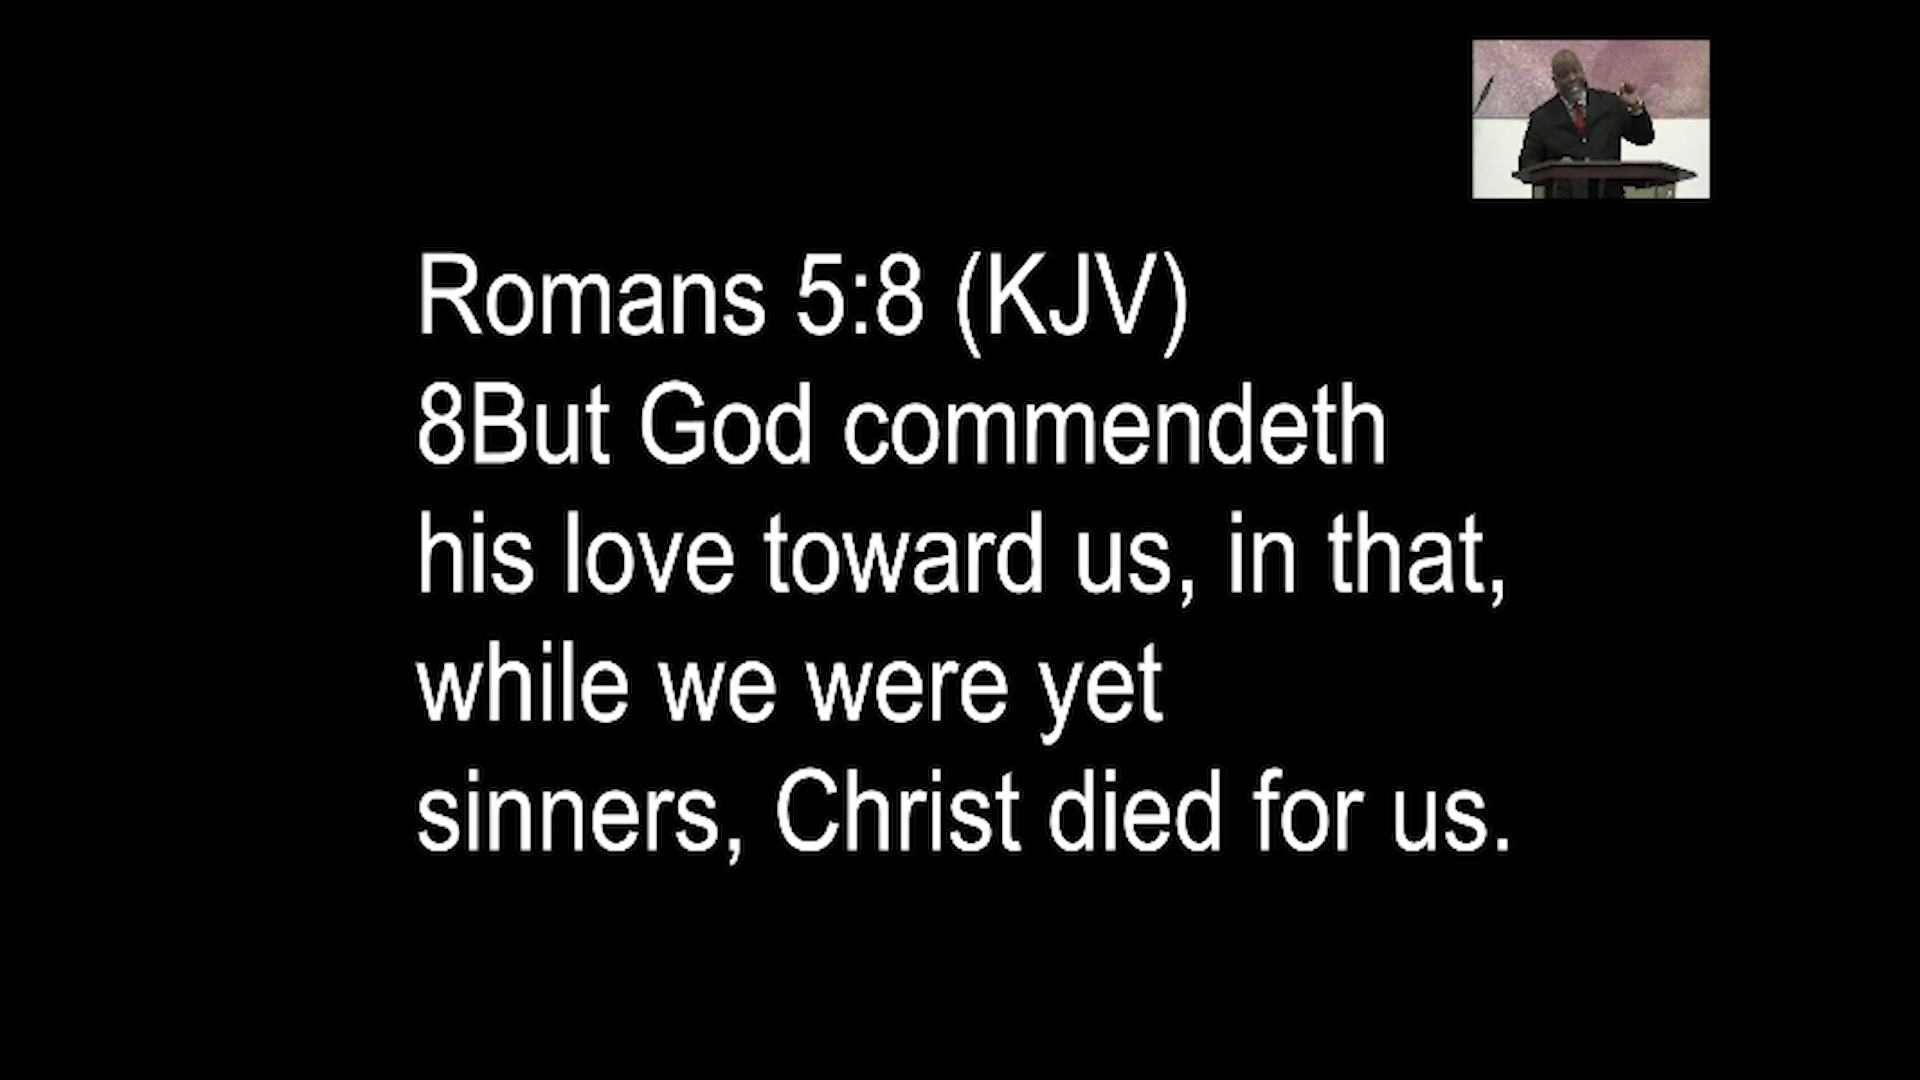 Romans 5:8 (KJV)
8But God commendeth
his love toward us, in that,
while we were yet
sinners, Christ died for us.